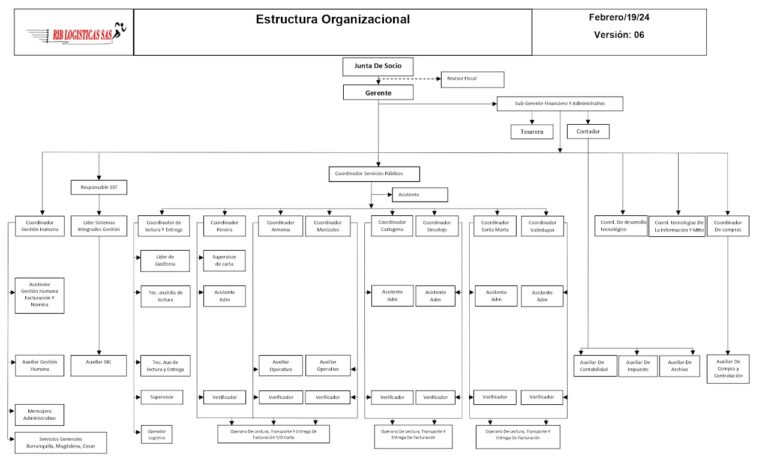 RIB LOGISTICAS SAS
Estructura Organizacional
Febrero/19/24
Versión: 06
Junta De Socio
Revisor Fiscal
Gerente
Sub Gerente Financiero Y Administrativo
Tesorero
Contador
Coordinador Servicios Públicos
Responsable SST
Asistente
Coordinador
Gestión Humana
Líder Sistemas
Integrados Gestión
Coordinador de
lectura Y Entrega
Coordinador
Pereira
Coordinador
Armenia
Coordinador
Manizales
Coordinador
Cartagena
Coordinador
Sincelejo
Coordinador
Santa Marta
Coordinador
Valledupar
Coord. De desarrollo
tecnológico
Coord. Tecnologías De
La Información Y Mtto
Coordinador
De compras
Líder de
Geófonía
Supervisor
de carta
Asistente
Gestión Humana
Facturación Y
Nomina
Tec. analista de
lectura
Asistente
Adm
Asistente
Adm
Asistente
Adm
Asistente
Adm
Asistente
Adm
Auxiliar Gestión
Humana
Auxiliar SIG
Tec. Aux de
lectura y Entrega
Auxiliar
Operativo
Auxiliar
Operativo
Auxiliar De
Contabilidad
Auxiliar De
Impuesto
Auxiliar De
Archivo
Auxiliar De
Compra y
Contratación
Supervisor
Verificador
Verificador
Verificador
Verificador
Verificador
Verificador
Verificador
Mensajero
Administrativo
Servicios Generales
Barranquilla, Magdalena, Cesar
Operador
Logístico
Operario De Lectura, Transporte Y Entrega De
Facturación Y/O Carta
Operario De Lectura, Transporte Y
Entrega De Facturación
Operario De Lectura, Transporte Y
Entrega De Facturación